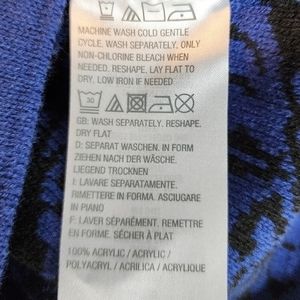 MACHINE WASH COLD GENTLE
CYCLE. WASH SEPARATELY. ONLY
NON-CHLORINE BLEACH WHEN
NEEDED. RESHAPE. LAY FLAT TO
DRY. LOW IRON IF NEEDED
30
GB: WASH SEPARATELY. RESHAPE.
DRY FLAT
D: SEPARAT WASCHEN. IN FORM
ZIEHEN NACH DER WÄSCHE.
LIEGEND TROCKNEN
I: LAVARE SEPARATAMENTE.
RIMETTERE IN FORMA. ASCIUGARE
IN PIANO
F: LAVER SÉPARÉMENT. REMETTRE
EN FORME. SÉCHER À PLAT
100% ACRYLIC / ACRYLIC /
POLYACRYL / ACRILICA / ACRYLIQUE